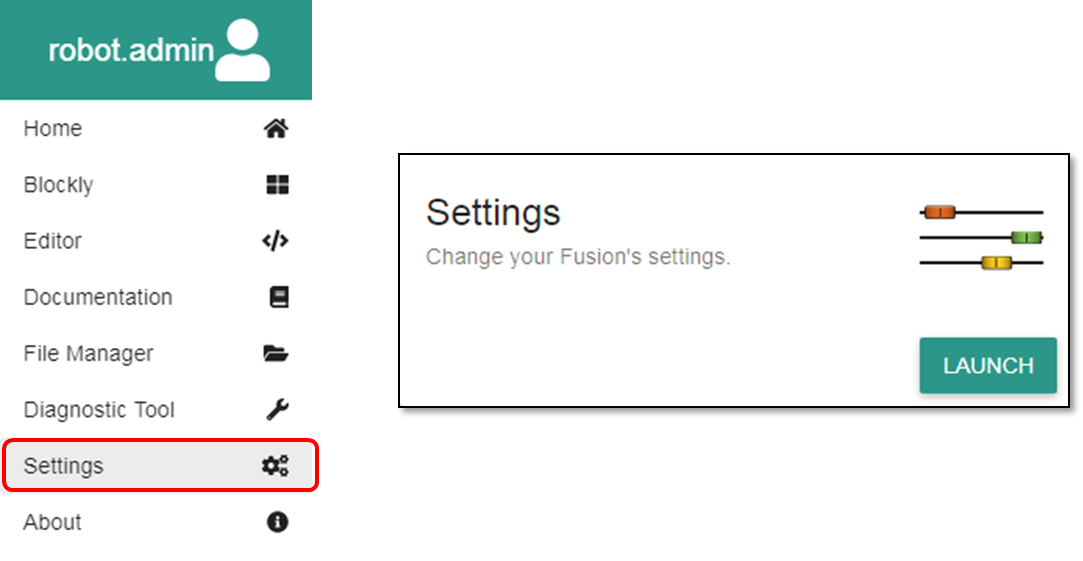 robot.admin
Home
Blockly
Editor
Documentation
File Manager
Diagnostic Tool
Settings
About
Settings
Change your Fusion's settings.
LAUNCH